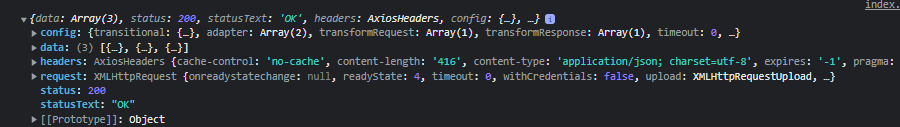 index.
▼ {data: Array(3), status: 200, statusText: 'OK', headers: AxiosHeaders, config: {…}, …} i
▶ config: {transitional: {…}, adapter: Array(2), transformRequest: Array(1), transformResponse: Array(1), timeout: 0, …}
▶ data: (3) [{…}, {…}, {…}]
▶ headers: AxiosHeaders {cache-control: 'no-cache', content-length: '416', content-type: 'application/json; charset=utf-8', expires: '-1', pragma:
▶ request: XMLHttpRequest {onreadystatechange: null, readyState: 4, timeout: 0, withCredentials: false, upload: XMLHttpRequestUpload, …}
status: 200
statusText: "OK"
▶ [[Prototype]]: Object